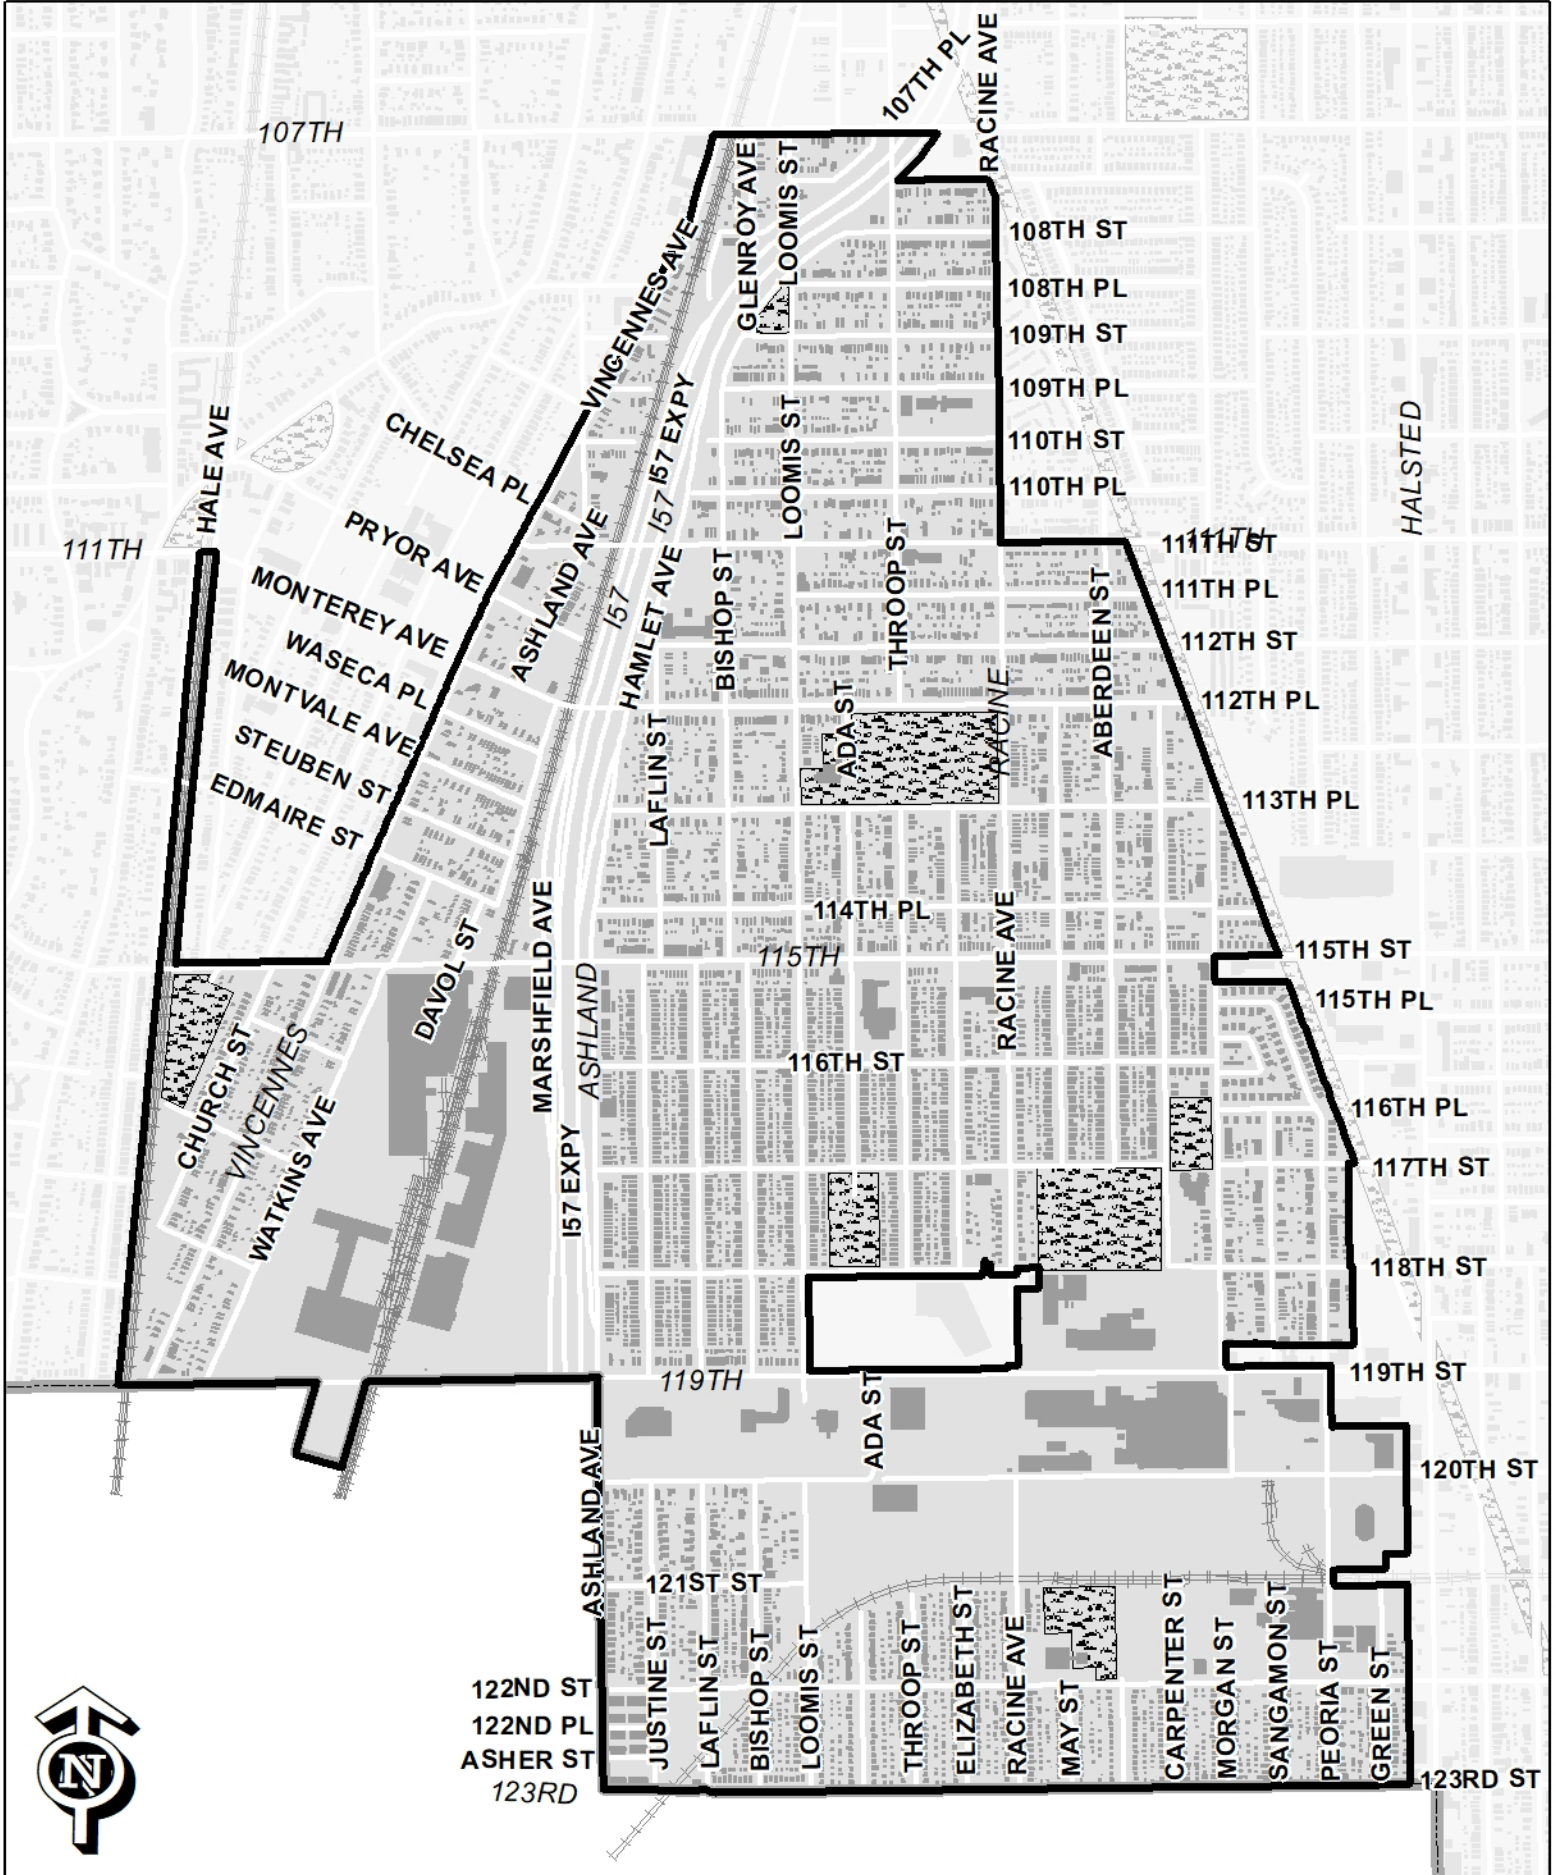 107TH PL
RACINE AVE
107TH
GLENROY AVE
LOOMIS ST
VINCENNES AVE
108TH ST
108TH PL
109TH ST
109TH PL
110TH ST
110TH PL
HALE AVE
CHELSEA PL
I57 EXPY
I57
LOOMIS ST
HALSTED
111TH
PRYOR AVE
ASHLAND AVE
I57
HAMLET AVE
BISHOP ST
THROOP ST
ABERDEEN ST
111TH ST
111TH
111TH PL
112TH ST
112TH PL
MONTEREY AVE
WASECA PL
MONTVALE AVE
STEUBEN ST
EDMAIRE ST
LAFLIN ST
ADA ST
RACINE
113TH PL
114TH PL
115TH
115TH ST
115TH PL
DAVOL ST
MARSHFIELD AVE
ASHLAND
RACINE AVE
116TH ST
116TH PL
117TH ST
CHURCH ST
VINCENNES
WATKINS AVE
I57 EXPY
118TH ST
119TH
119TH ST
ADA ST
ASHLAND AVE
120TH ST
121ST ST
122ND ST
122ND PL
ASHER ST
123RD
JUSTINE ST
LAFLIN ST
BISHOP ST
LOOMIS ST
THROOP ST
ELIZABETH ST
RACINE AVE
MAY ST
CARPENTER ST
MORGAN ST
SANGAMON ST
PEORIA ST
GREEN ST
123RD ST
N